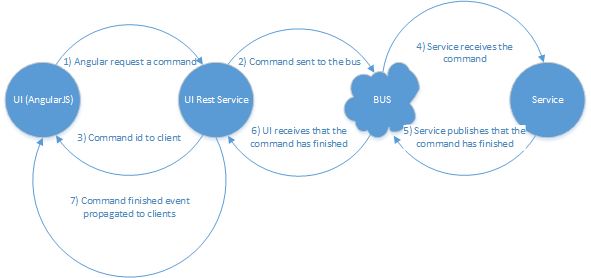 1) Angular request a command
2) Command sent to the bus
4) Service receives the
command
UI (AngularJS)
UI Rest Service
BUS
Service
3) Command id to client
6) UI receives that the
command has finished
5) Service publishes that the
command has finished
7) Command finished event
propagated to clients